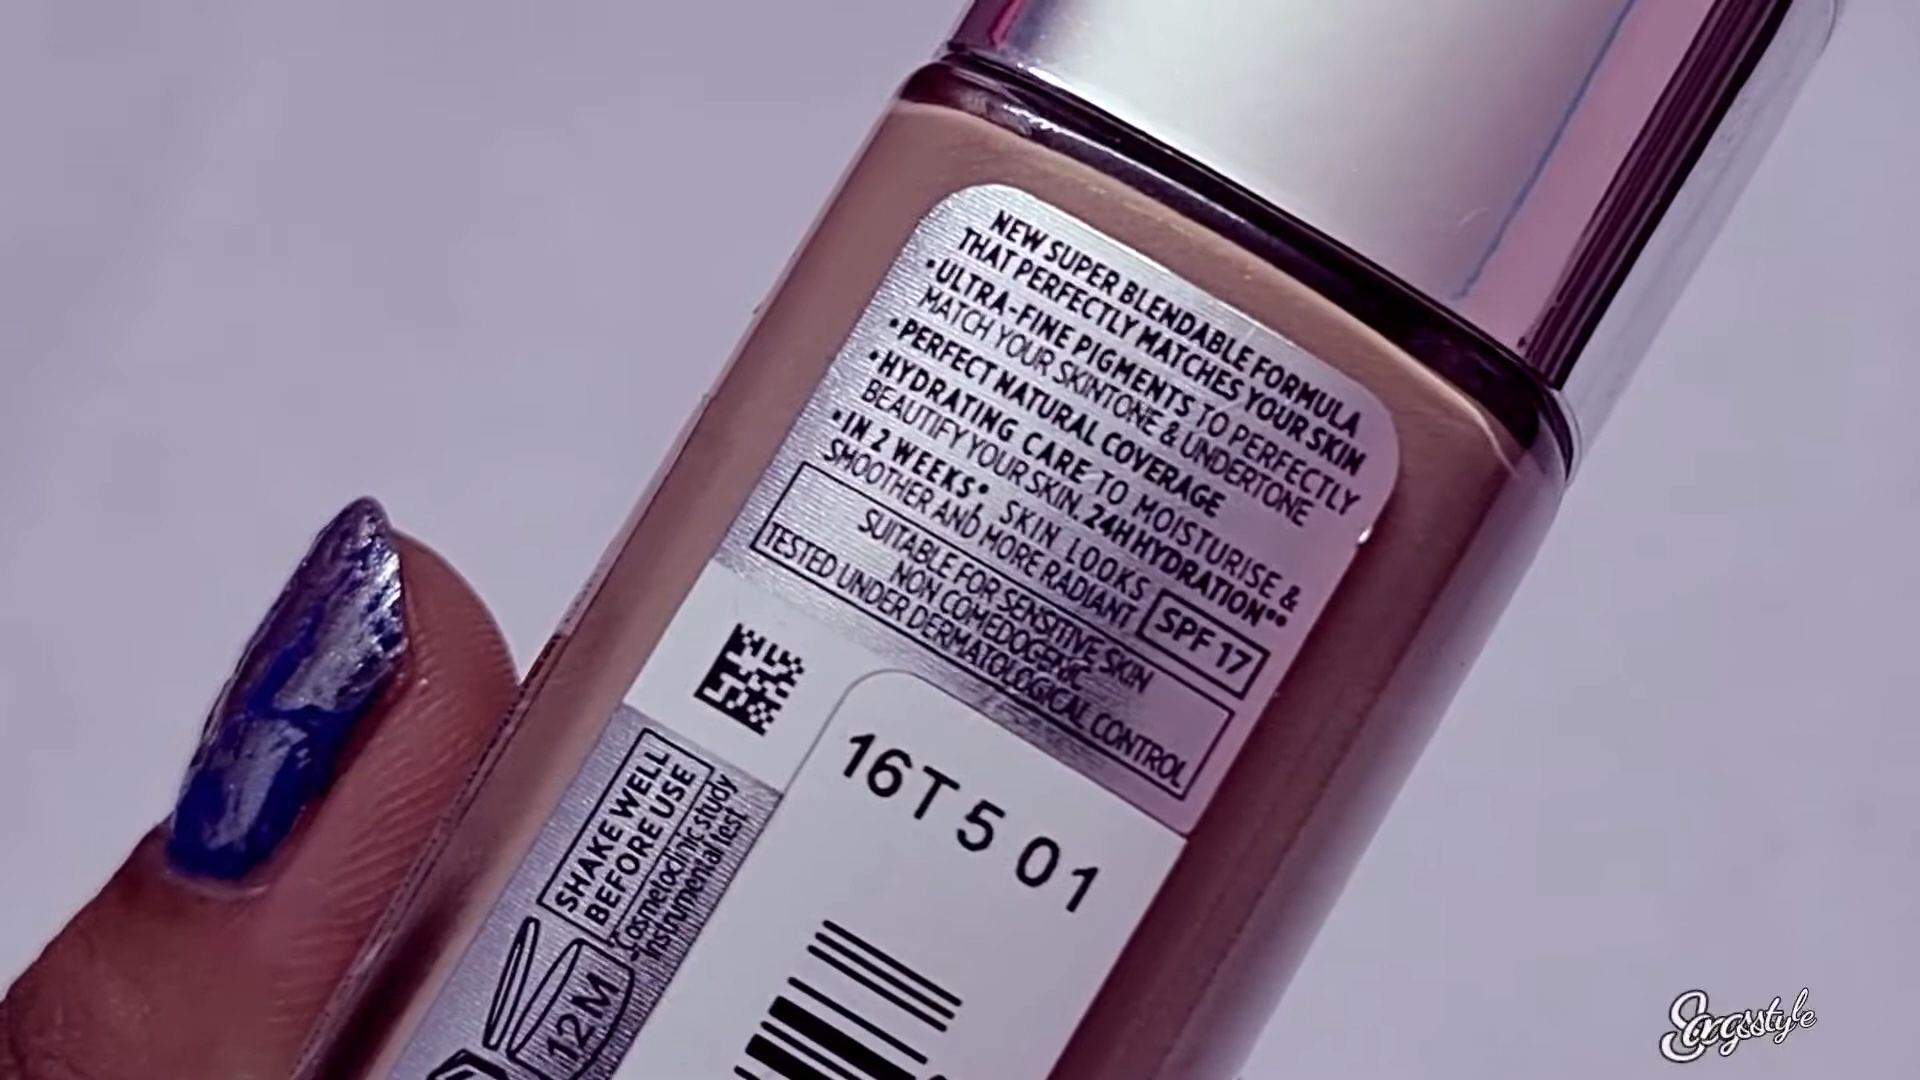 NEW SUPER BLENDABLE FORMULA
THAT PERFECTLY MATCHES YOUR SKIN
•ULTRA-FINE PIGMENTS TO PERFECTLY
MATCH YOUR SKINTONE & UNDERTONE
•PERFECT NATURAL COVERAGE
•HYDRATING CARE TO MOISTURISE &
BEAUTIFY YOUR SKIN. 24H HYDRATION**
•IN 2 WEEKS*, SKIN LOOKS
SMOOTHER AND MORE RADIANT
SPF 17
SUITABLE FOR SENSITIVE SKIN
NON COMEDOGENIC
TESTED UNDER DERMATOLOGICAL CONTROL
16T 5 01
SHAKE WELL
BEFORE USE
Cosmetoclinic study
Instrumental test
12M